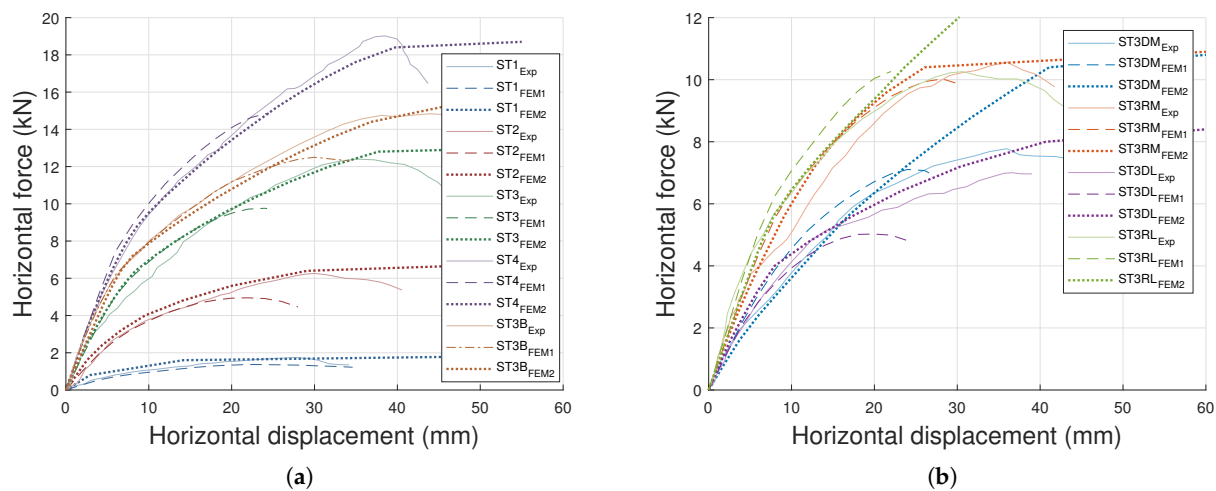 20
18
16
14
12
10
8
6
4
2
0
Horizontal force (kN)
0 10 20 30 40 50 60
Horizontal displacement (mm)
ST1Exp
ST1FEM1
ST1FEM2
ST2Exp
ST2FEM1
ST2FEM2
ST3Exp
ST3FEM1
ST3FEM2
ST4Exp
ST4FEM1
ST4FEM2
ST3BExp
ST3BFEM1
ST3BFEM2
(a)
12
10
8
6
4
2
0
Horizontal force (kN)
0 10 20 30 40 50 60
Horizontal displacement (mm)
ST3DMExp
ST3DMFEM1
ST3DMFEM2
ST3RMExp
ST3RMFEM1
ST3RMFEM2
ST3DLExp
ST3DLFEM1
ST3DLFEM2
ST3RLExp
ST3RLFEM1
ST3RLFEM2
(b)